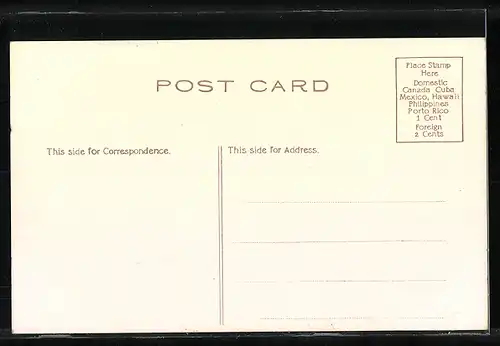 POST CARD
Place Stamp
Here
Domestic
Canada Cuba
Mexico, Hawaii
Philippines
Porto Rico
1 Cent
Foreign
2 Cents
This side for Correspondence.
This side for Address.